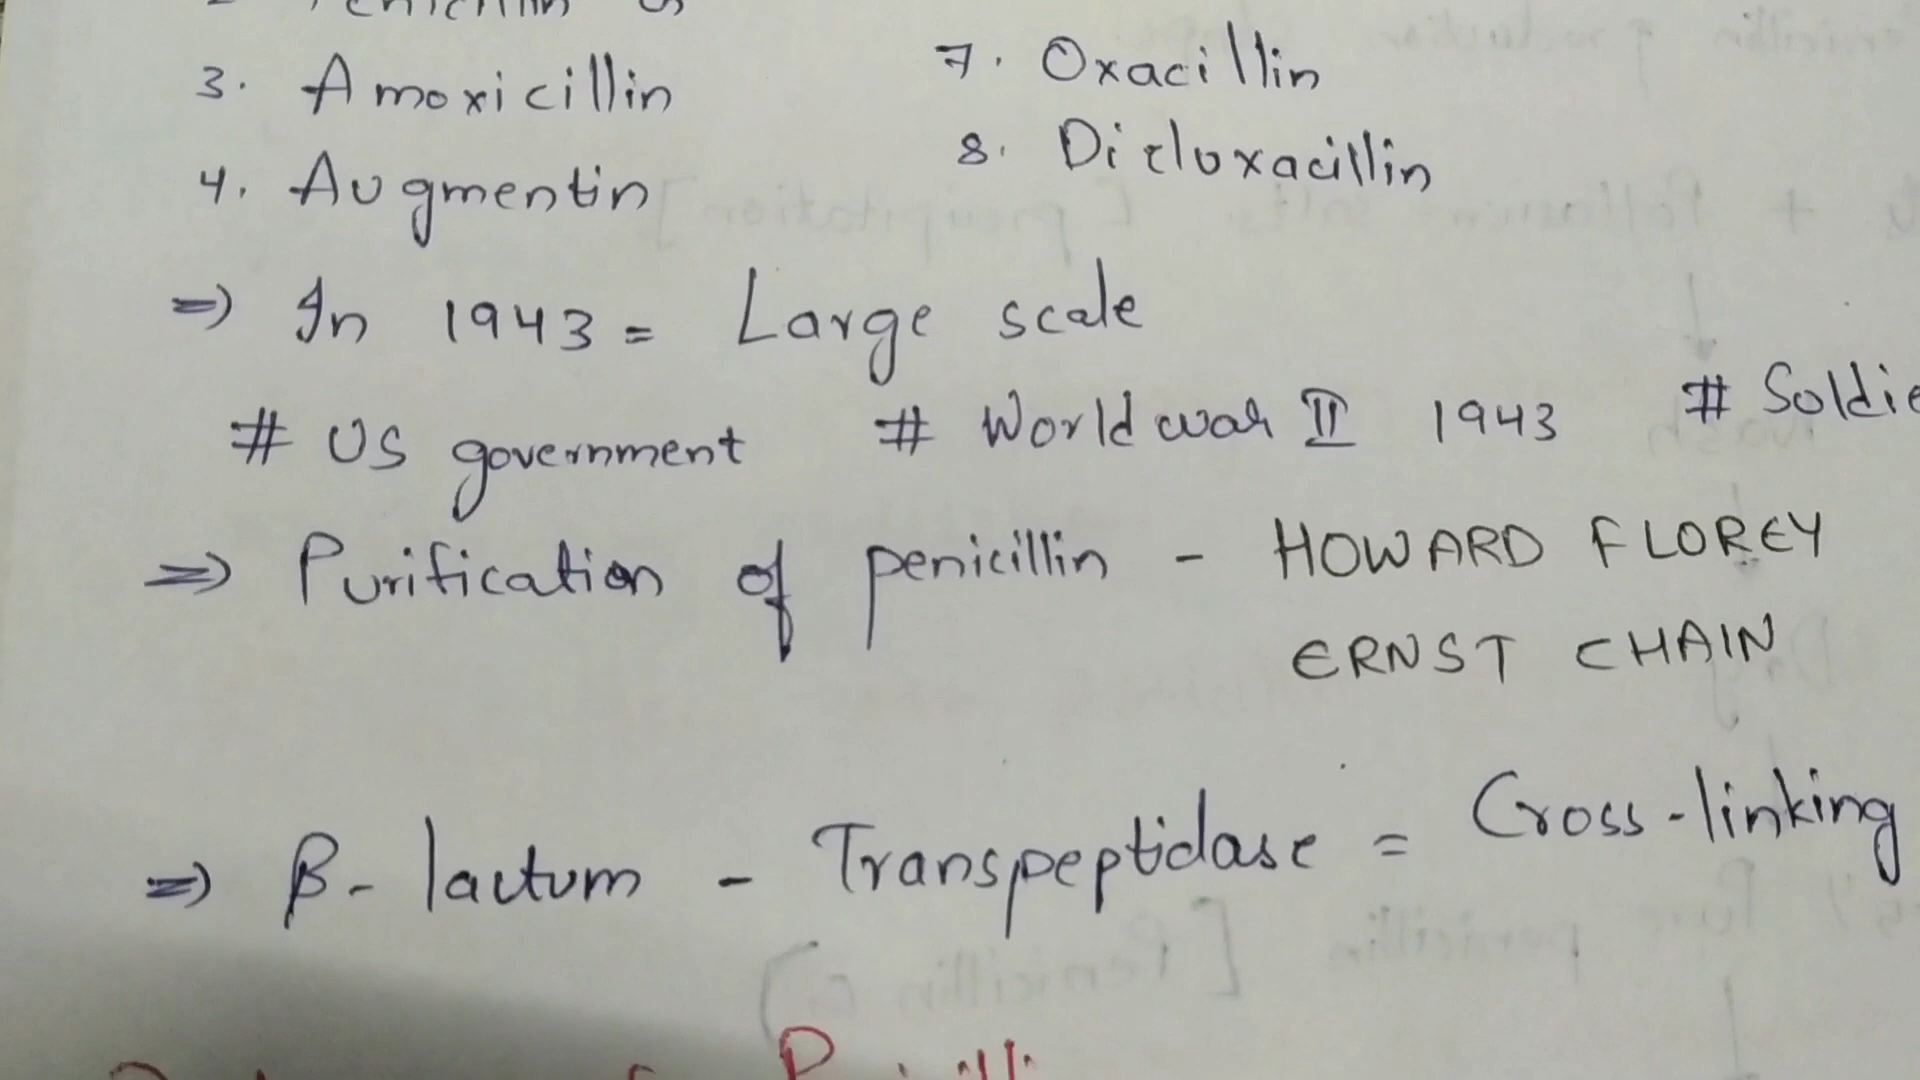 Penicillin
3. Amoxicillin
7. Oxacillin
4. Augmentin
8. Dicloxacillin
⇒ In 1943 = Large scale
# US government # World war II 1943 # Soldie
⇒ Purification of penicillin - HOWARD FLOREY
ERNST CHAIN
⇒ β- lactum - Transpeptidase = Cross-linking